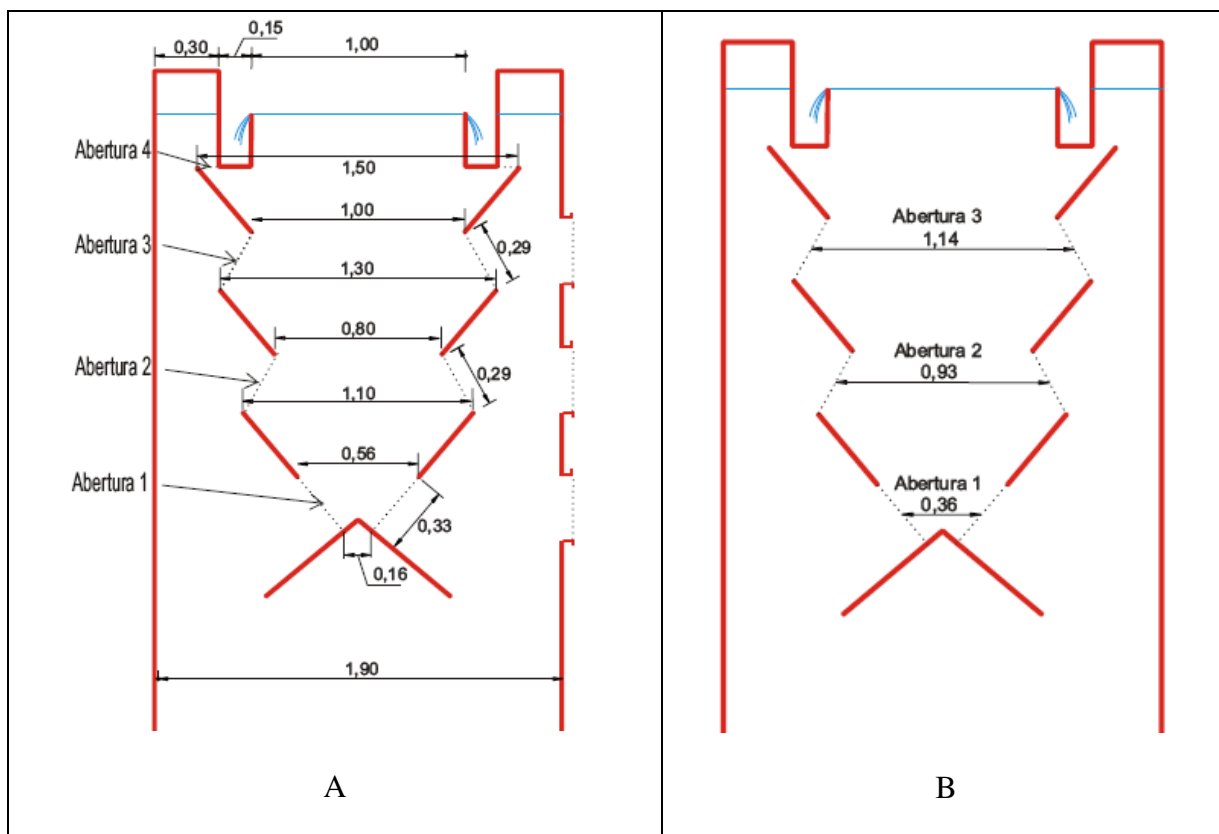 0,15
0,30
1,00
Abertura 4
1,50
1,00
Abertura 3
0,29
1,30
0,80
Abertura 2
0,29
1,10
0,56
Abertura 1
0,33
0,16
1,90
A
Abertura 3
1,14
Abertura 2
0,93
Abertura 1
0,36
B